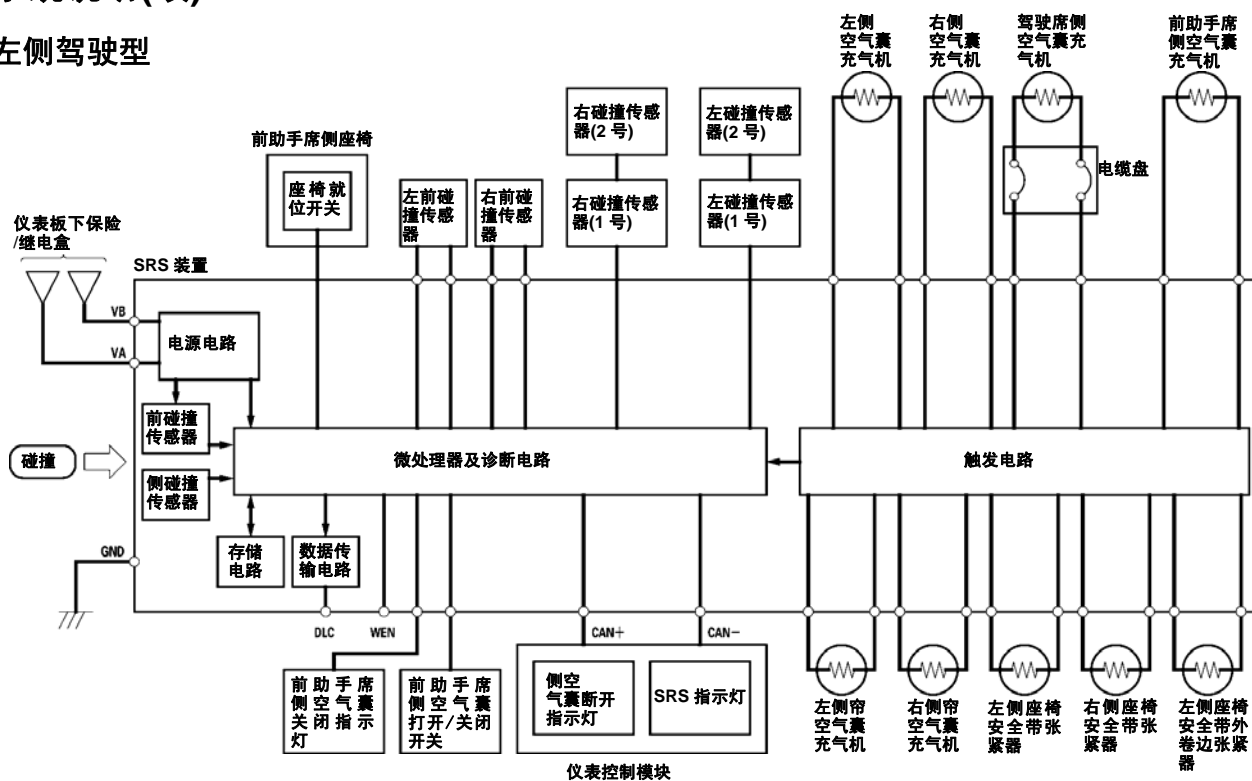 左侧驾驶型
左侧
空气囊
充气机
右侧
空气囊
充气机
驾驶席侧
空气囊充
气机
前助手席
侧空气囊
充气机
右碰撞传感
器(2 号)
左碰撞传感
器(2 号)
前助手席侧座椅
座 椅 就
位开关
左前碰
撞传感
器
右前碰
撞传感
器
右碰撞传感
器(1 号)
左碰撞传感
器(1 号)
电缆盘
仪表板下保险
/继电盒
SRS 装置
VB
VA
电源电路
前碰撞
传感器
碰撞
侧碰撞
传感器
微处理器及诊断电路
触发电路
GND
存储
电路
数据传
输电路
DLC
WEN
CAN+
CAN−
前 助 手 席
侧 空 气 囊
关 闭 指 示
灯
前 助 手 席
侧 空 气 囊
打开/关闭
开关
侧空
气囊断开
指示灯
SRS 指示灯
仪表控制模块
左侧帘
空气囊
充气机
右侧帘
空气囊
充气机
左侧座椅
安全带张
紧器
右侧座椅
安全带张
紧器
左侧座椅
安全带外
卷边张紧
器